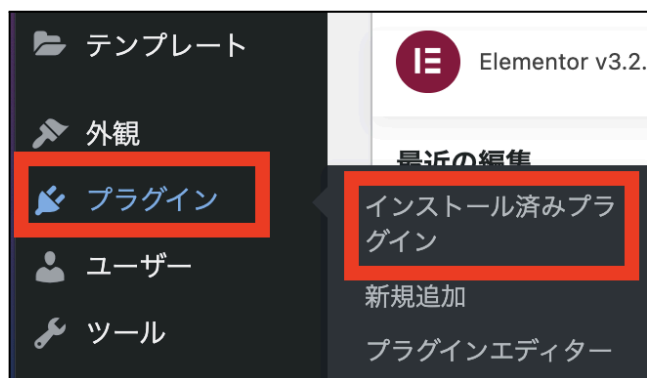 テンプレート
外観
プラグイン
ユーザー
ツール
Elementor v3.2.
最近の編集
インストール済みプラ
グイン
新規追加
プラグインエディター